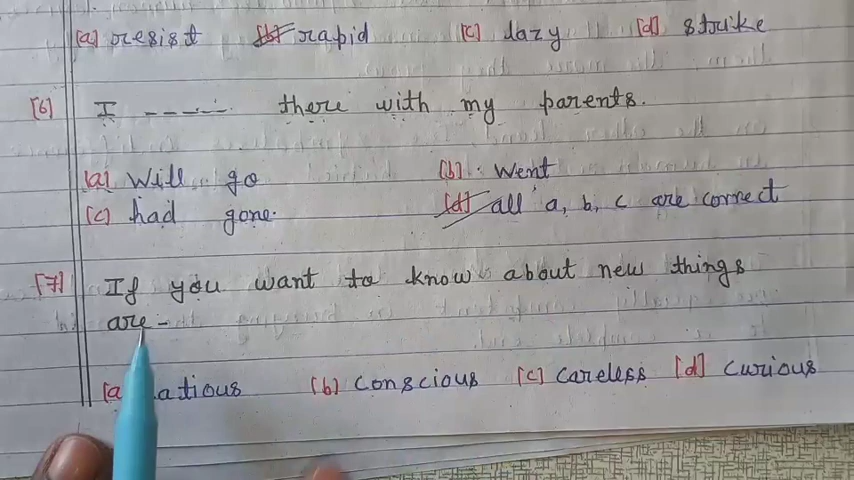 [a] resist [b] rapid [c] lazy [d] strike
[6] I ----- there with my parents.
[a] Will go [b] Went
[c] had gone. [d] all a, b, c are correct
[7] If you want to know about new things
are-
[a [b] conscious [c] careless [d] curious